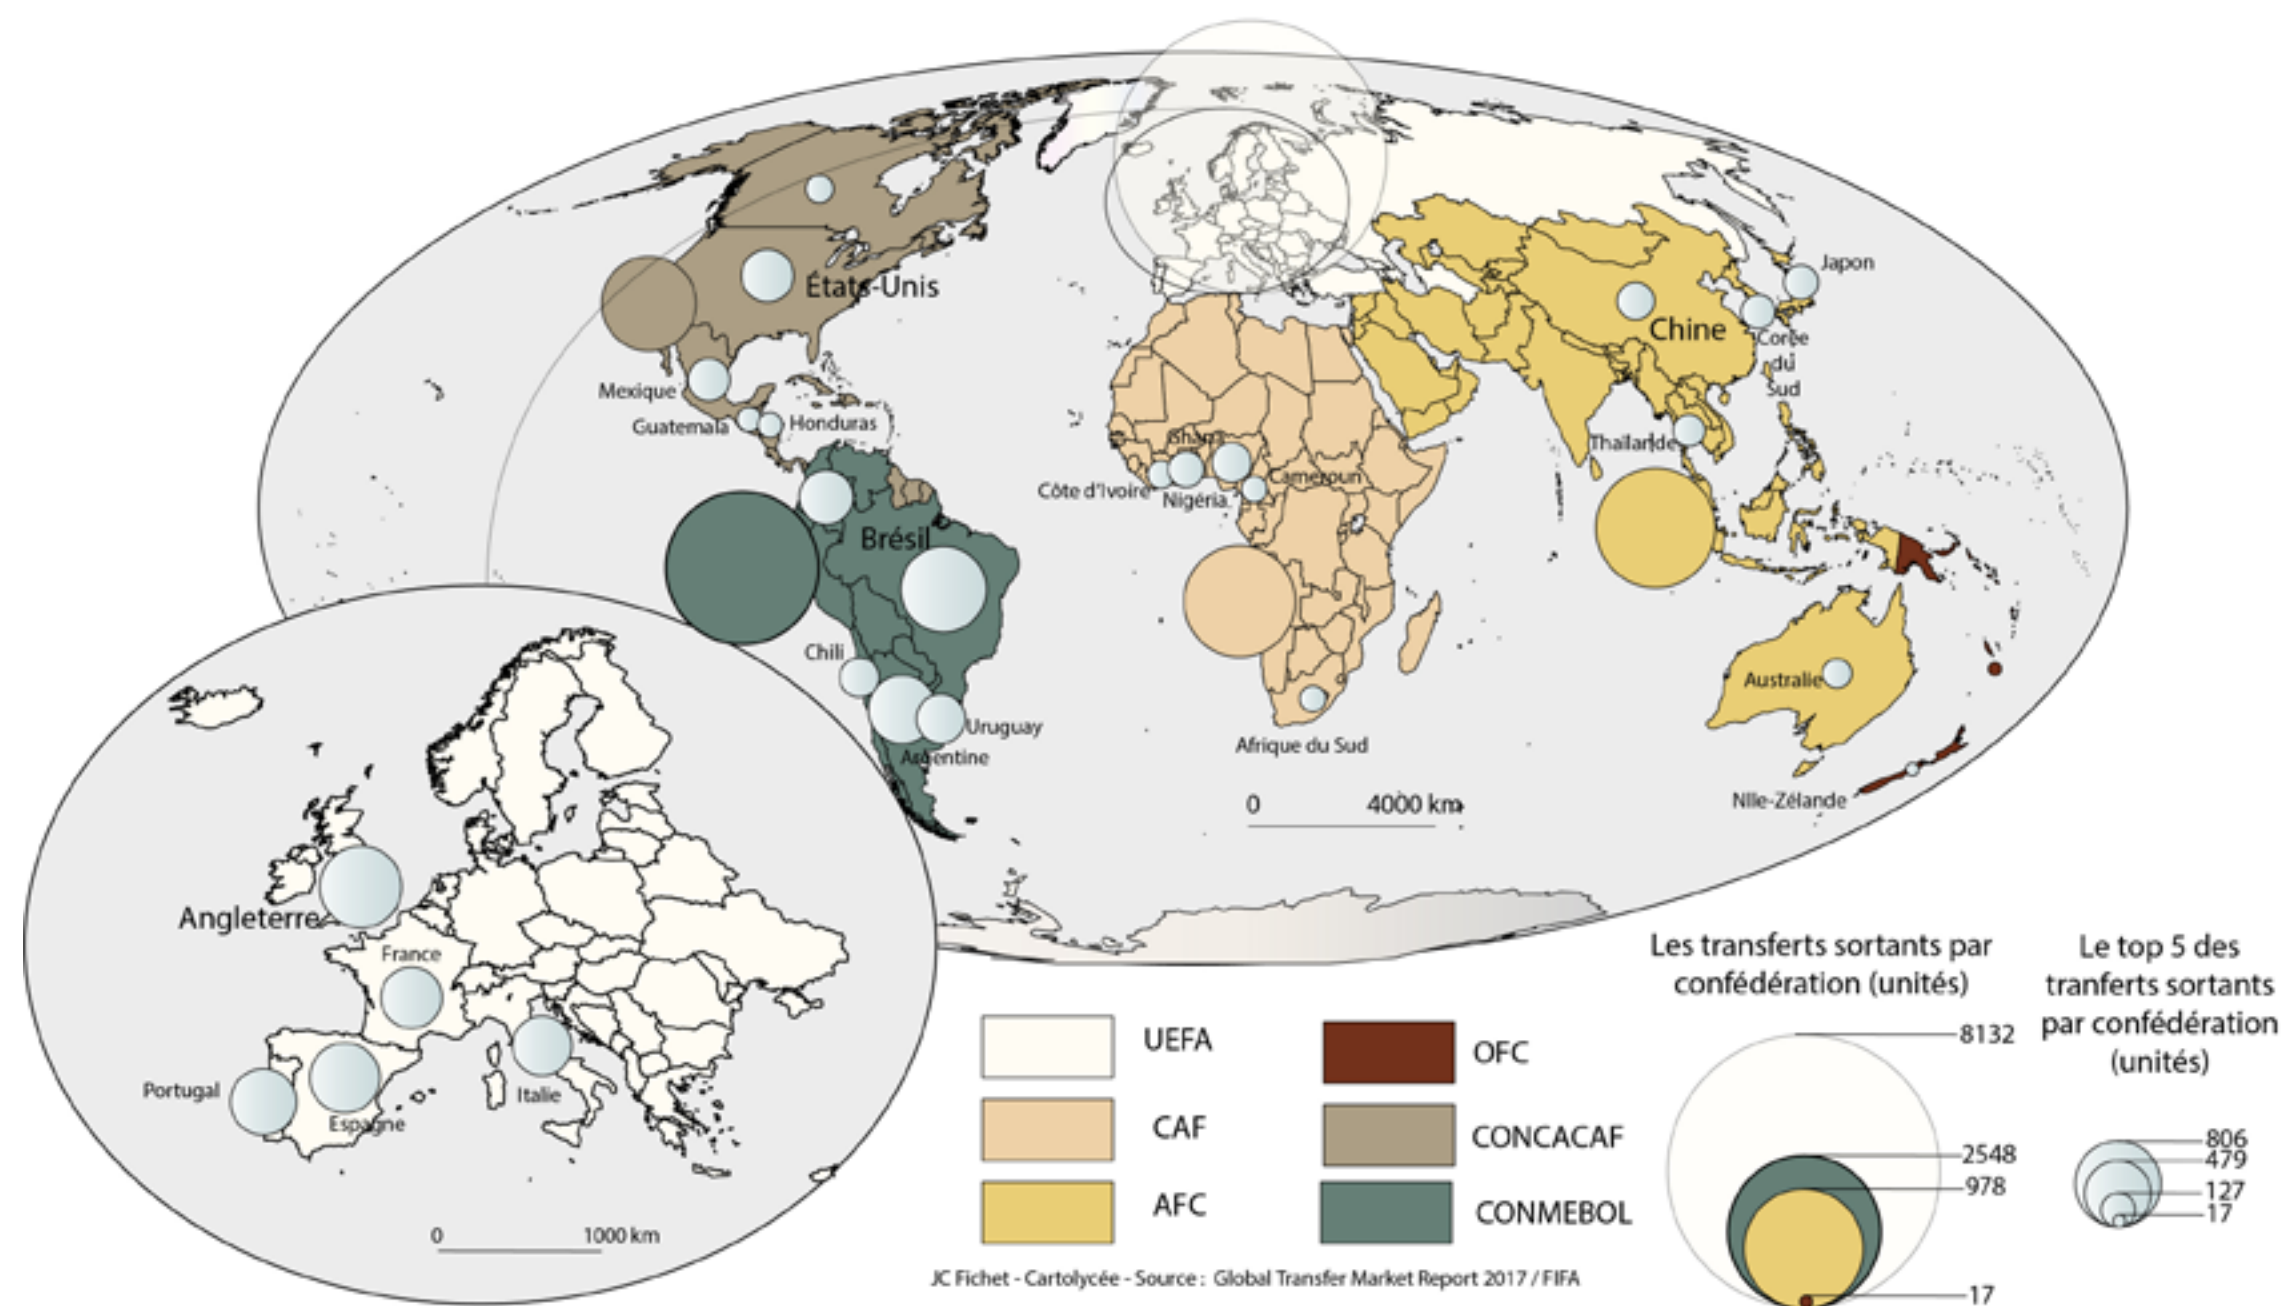 États-Unis
Mexique
Guatemala
Honduras
Brésil
Chili
Uruguay
Argentine
Ghana
Côte d'Ivoire
Nigéria
Cameroun
Afrique du Sud
Japon
Chine
Corée
du
Sud
Thaïlande
Australie
Nlle-Zélande
0 4000 km
Angleterre
France
Portugal
Espagne
Italie
0 1000 km
UEFA
CAF
AFC
OFC
CONCACAF
CONMEBOL
Les transferts sortants par
confédération (unités)
8132
2548
978
17
Le top 5 des
tranferts sortants
par confédération
(unités)
806
479
127
17
JC Fichet - Cartolycée - Source : Global Transfer Market Report 2017 / FIFA